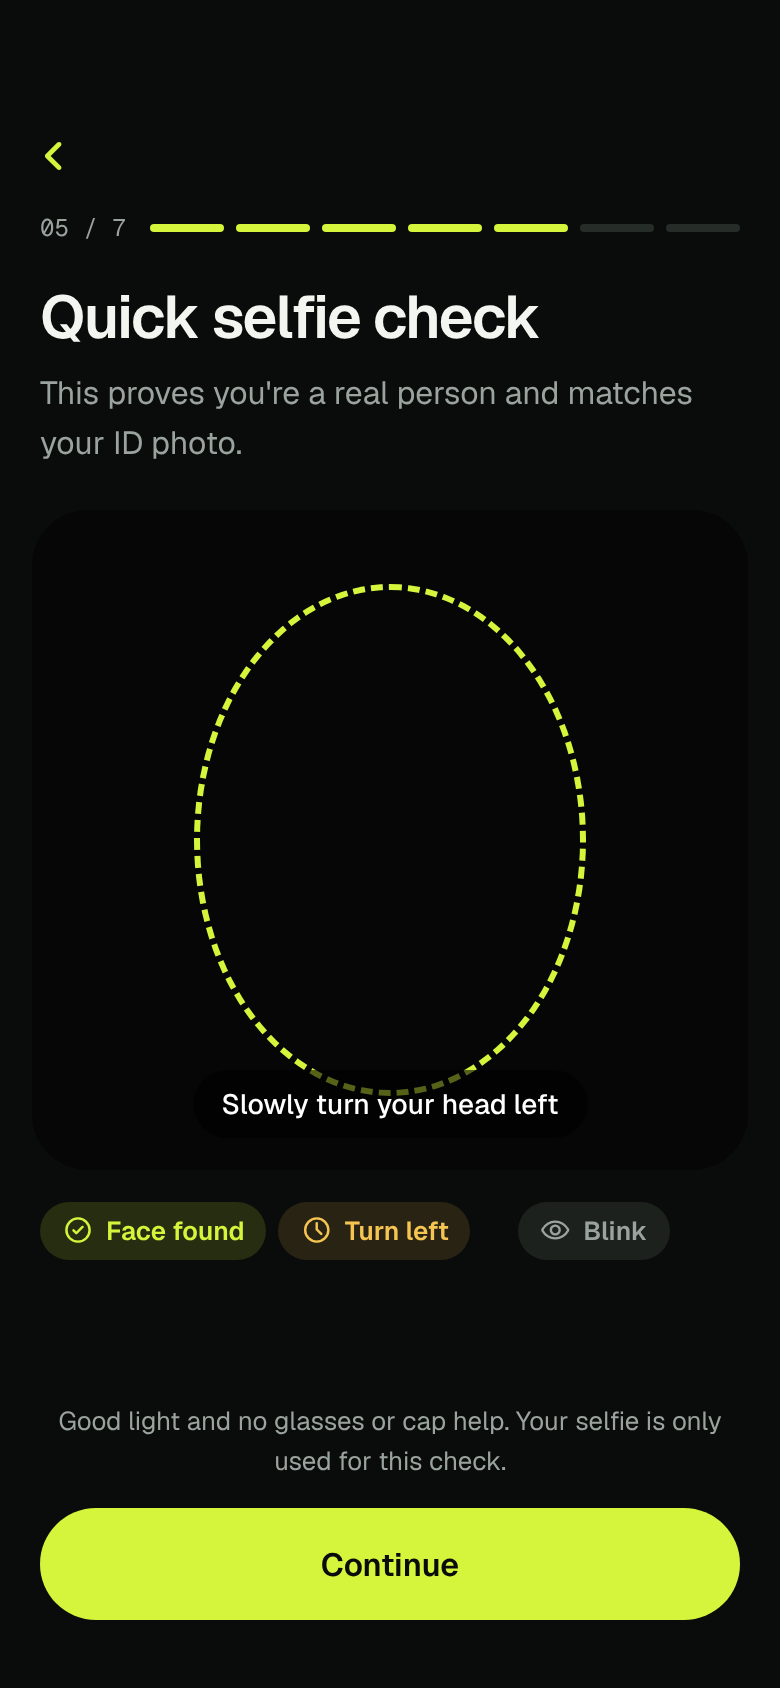 05 / 7
Quick selfie check
This proves you're a real person and matches
your ID photo.
Slowly turn your head left
Face found
Turn left
Blink
Good light and no glasses or cap help. Your selfie is only
used for this check.
Continue